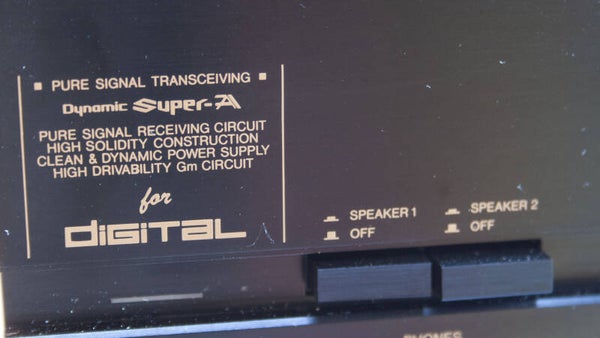 ▪ PURE SIGNAL TRANSCEIVING ▪
Dynamic Super-A
PURE SIGNAL RECEIVING CIRCUIT
HIGH SOLIDITY CONSTRUCTION
CLEAN & DYNAMIC POWER SUPPLY
HIGH DRIVABILITY Gm CIRCUIT
for
DIGITAL
SPEAKER 1
OFF
SPEAKER 2
OFF
PHONES